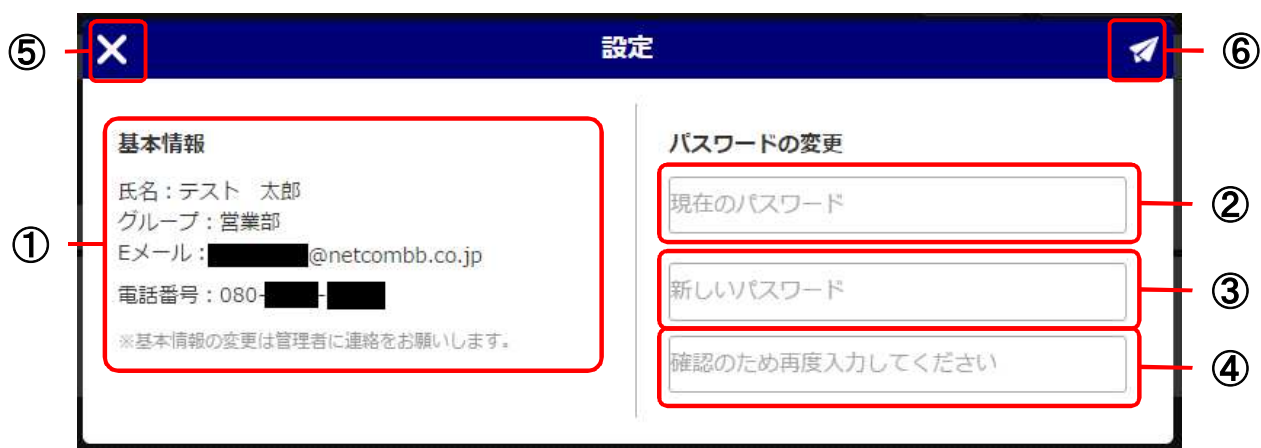 ⑤
設定
⑥
①
基本情報
氏名：テスト　太郎
グループ：営業部
Eメール：@netcombb.co.jp
電話番号：080--
※基本情報の変更は管理者に連絡をお願いします。
パスワードの変更
現在のパスワード
②
新しいパスワード
③
確認のため再度入力してください
④